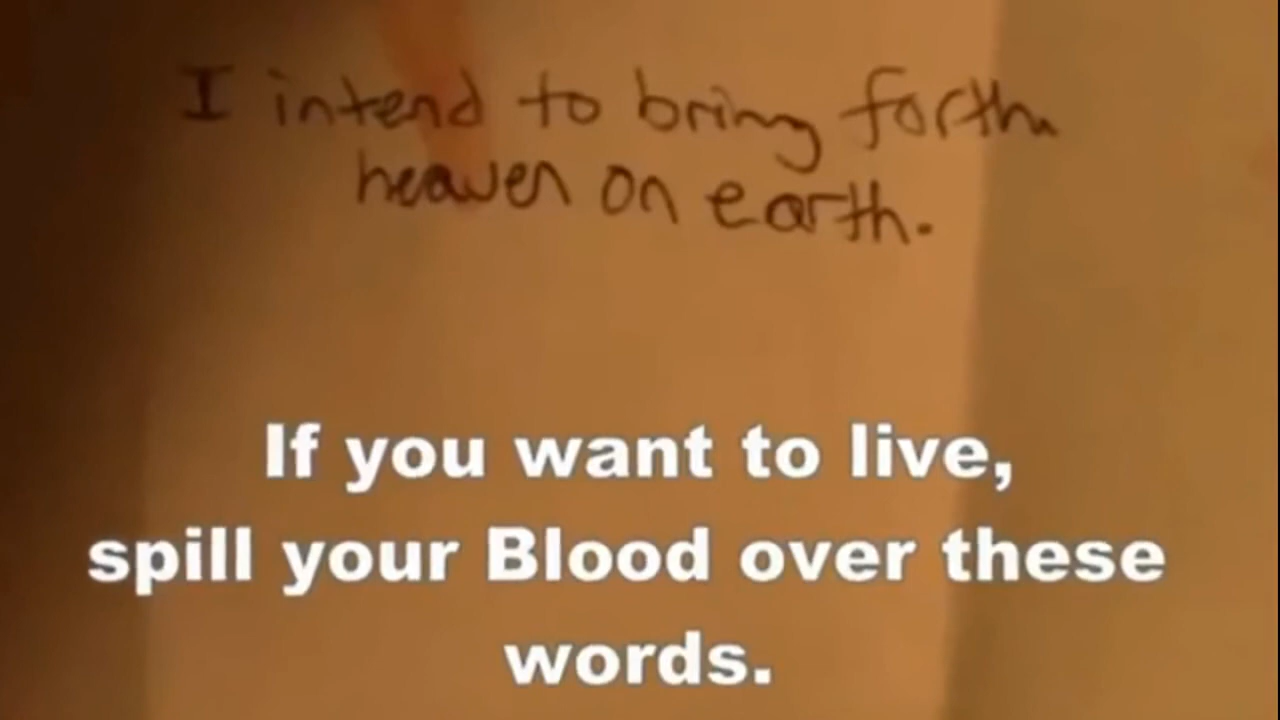 I intend to bring forth
heaven on earth.
If you want to live,
spill your Blood over these
words.